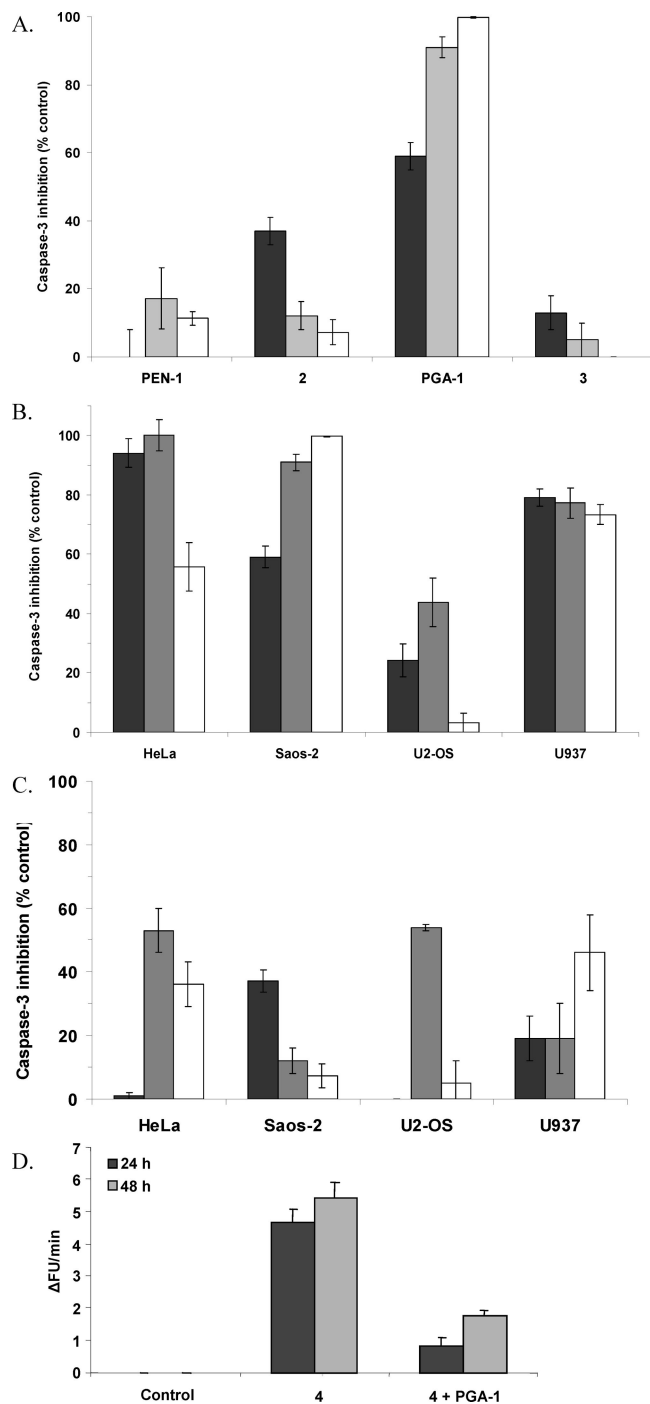 A.
Caspase-3 inhibition (% control)
100
80
60
40
20
0
PEN-1 2 PGA-1 3
B.
Caspase-3 inhibition (% control)
100
80
60
40
20
0
HeLa Saos-2 U2-OS U937
C.
Caspase-3 inhibition (% control)
100
80
60
40
20
0
HeLa Saos-2 U2-OS U937
D.
24 h
48 h
ΔFU/min
7
6
5
4
3
2
1
0
Control 4 4 + PGA-1